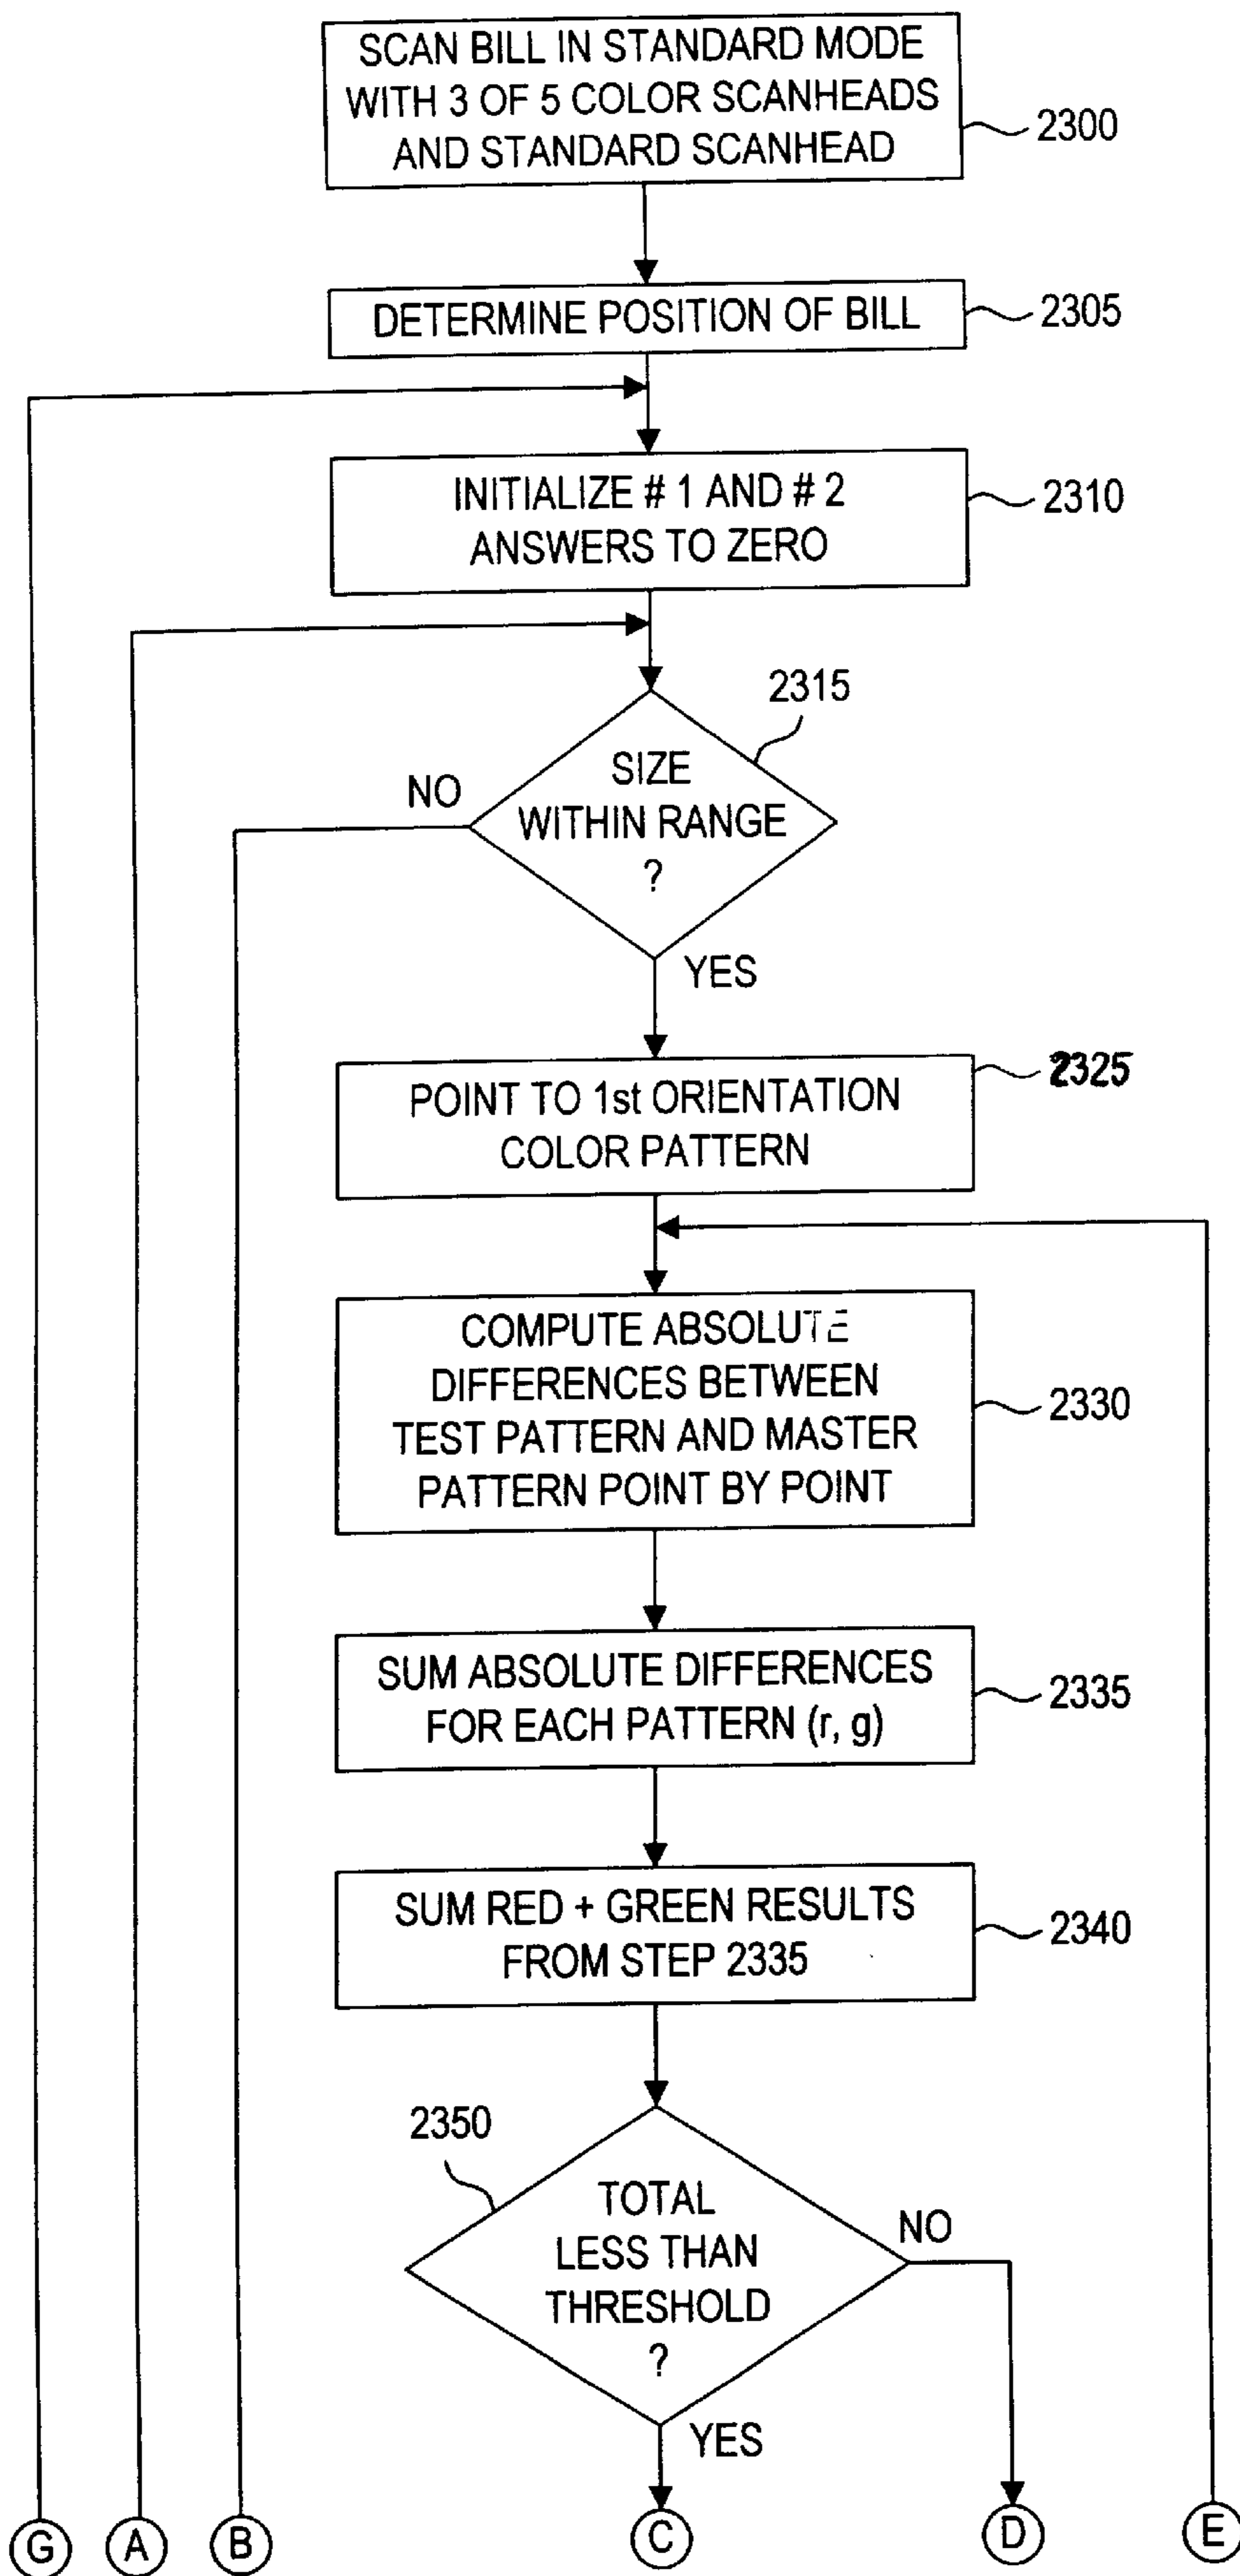 SCAN BILL IN STANDARD MODE
WITH 3 OF 5 COLOR SCANHEADS
AND STANDARD SCANHEAD
2300
DETERMINE POSITION OF BILL
2305
INITIALIZE # 1 AND # 2
ANSWERS TO ZERO
2310
2315
SIZE
WITHIN RANGE
?
NO
YES
POINT TO 1st ORIENTATION
COLOR PATTERN
2325
COMPUTE ABSOLUTE
DIFFERENCES BETWEEN
TEST PATTERN AND MASTER
PATTERN POINT BY POINT
2330
SUM ABSOLUTE DIFFERENCES
FOR EACH PATTERN (r, g)
2335
SUM RED + GREEN RESULTS
FROM STEP 2335
2340
2350
TOTAL
LESS THAN
THRESHOLD
?
NO
YES
G
A
B
C
D
E